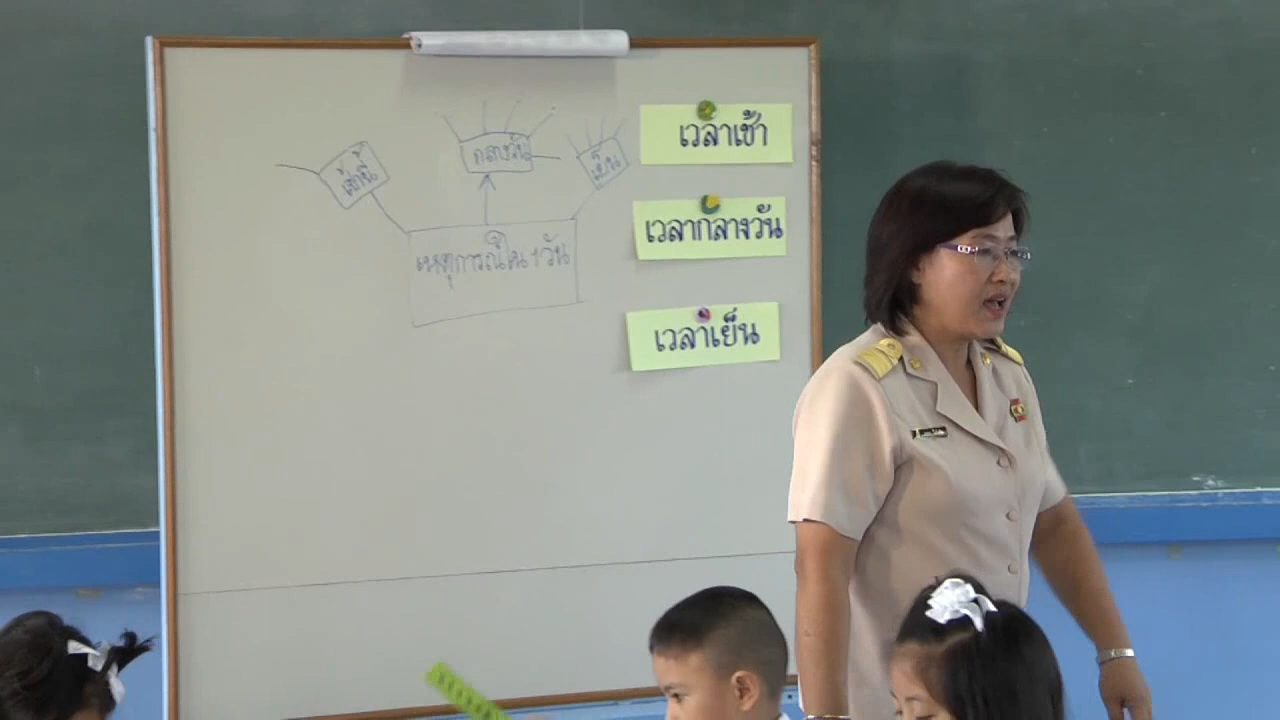 กลางวัน
เย็น
เหตุการณ์ใน 1 วัน
เวลาเช้า
เวลากลางวัน
เวลาเย็น